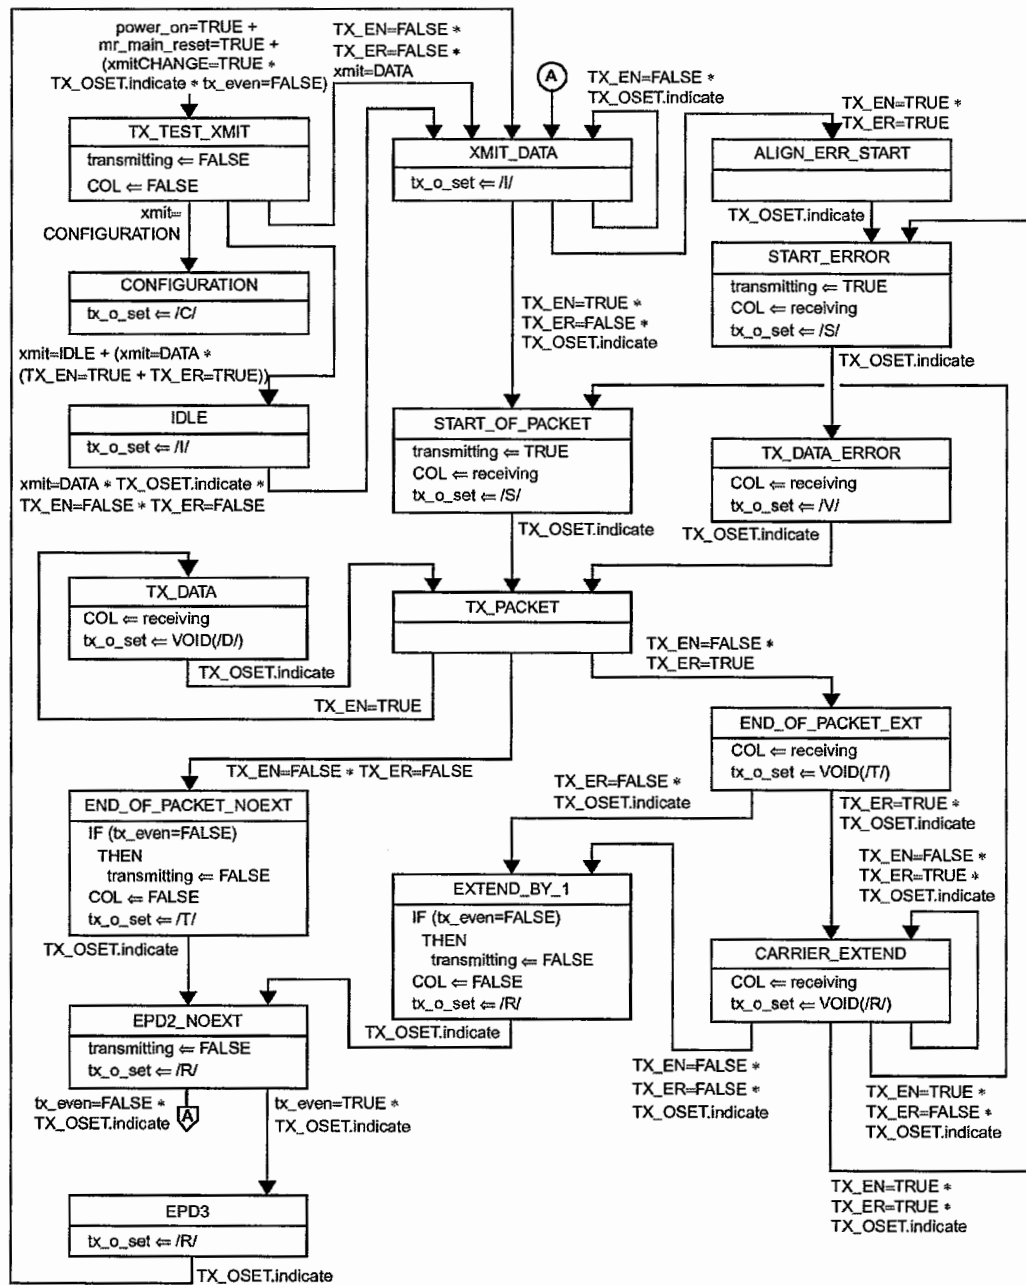 power_on=TRUE +
mr_main_reset=TRUE +
(xmitCHANGE=TRUE *
TX_OSET.indicate * tx_even=FALSE)
TX_EN=FALSE *
TX_ER=FALSE *
xmit=DATA
A
TX_EN=FALSE *
TX_OSET.indicate
TX_EN=TRUE *
TX_ER=TRUE
TX_TEST_XMIT
transmitting ⇐ FALSE
COL ⇐ FALSE
XMIT_DATA
tx_o_set ⇐ /I/
ALIGN_ERR_START
xmit=
CONFIGURATION
TX_OSET.indicate
CONFIGURATION
tx_o_set ⇐ /C/
START_ERROR
transmitting ⇐ TRUE
COL ⇐ receiving
tx_o_set ⇐ /S/
TX_EN=TRUE *
TX_ER=FALSE *
TX_OSET.indicate
xmit=IDLE + (xmit=DATA *
(TX_EN=TRUE + TX_ER=TRUE))
TX_OSET.indicate
IDLE
tx_o_set ⇐ /I/
START_OF_PACKET
transmitting ⇐ TRUE
COL ⇐ receiving
tx_o_set ⇐ /S/
TX_DATA_ERROR
COL ⇐ receiving
tx_o_set ⇐ /V/
xmit=DATA * TX_OSET.indicate *
TX_EN=FALSE * TX_ER=FALSE
TX_OSET.indicate
TX_OSET.indicate
TX_DATA
COL ⇐ receiving
tx_o_set ⇐ VOID(/D/)
TX_PACKET
TX_OSET.indicate
TX_EN=TRUE
TX_EN=FALSE *
TX_ER=TRUE
END_OF_PACKET_EXT
COL ⇐ receiving
tx_o_set ⇐ VOID(/T/)
TX_EN=FALSE * TX_ER=FALSE
TX_ER=FALSE *
TX_OSET.indicate
TX_ER=TRUE *
TX_OSET.indicate
END_OF_PACKET_NOEXT
IF (tx_even=FALSE)
THEN
transmitting ⇐ FALSE
COL ⇐ FALSE
tx_o_set ⇐ /T/
TX_EN=FALSE *
TX_ER=TRUE *
TX_OSET.indicate
EXTEND_BY_1
IF (tx_even=FALSE)
THEN
transmitting ⇐ FALSE
COL ⇐ FALSE
tx_o_set ⇐ /R/
CARRIER_EXTEND
COL ⇐ receiving
tx_o_set ⇐ VOID(/R/)
TX_OSET.indicate
EPD2_NOEXT
transmitting ⇐ FALSE
tx_o_set ⇐ /R/
TX_OSET.indicate
TX_EN=FALSE *
TX_ER=FALSE *
TX_OSET.indicate
TX_EN=TRUE *
TX_ER=FALSE *
TX_OSET.indicate
tx_even=FALSE *
TX_OSET.indicate
A
tx_even=TRUE *
TX_OSET.indicate
TX_EN=TRUE *
TX_ER=TRUE *
TX_OSET.indicate
EPD3
tx_o_set ⇐ /R/
TX_OSET.indicate